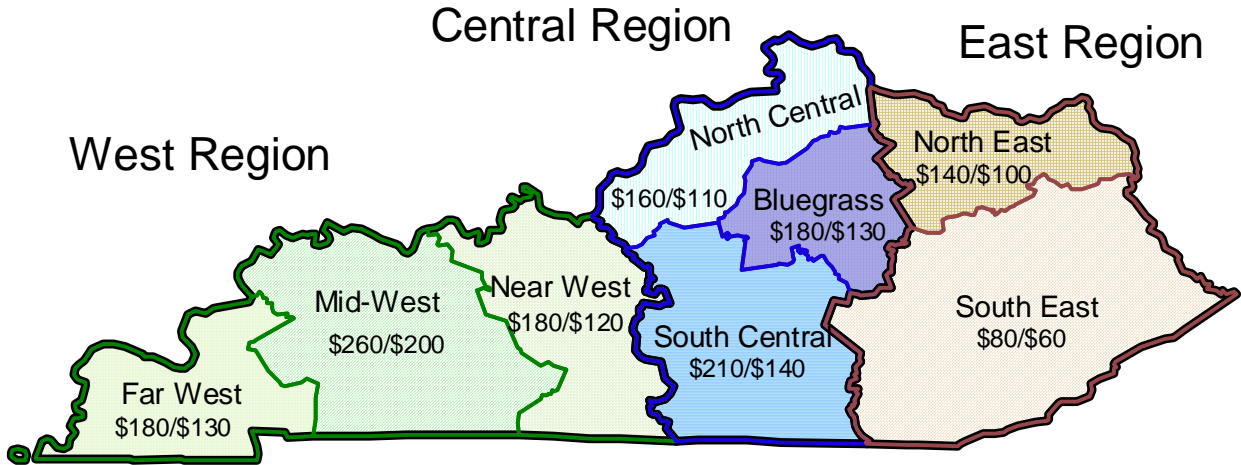 Central Region
East Region
West Region
North Central
$160/$110
North East
$140/$100
Bluegrass
$180/$130
Mid-West
$260/$200
Near West
$180/$120
South Central
$210/$140
South East
$80/$60
Far West
$180/$130